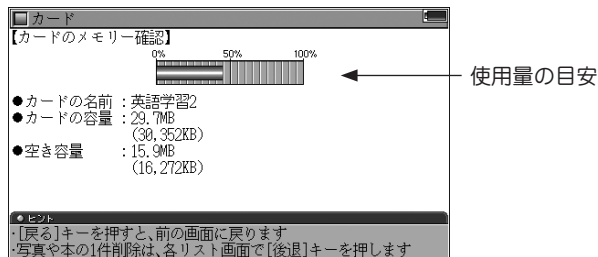 カード
【カードのメモリー確認】
0% 50% 100%
使用量の目安
●カードの名前 : 英語学習2
●カードの容量 : 29.7MB
(30,352KB)
●空き容量 : 15.9MB
(16,272KB)
ヒント
・[戻る]キーを押すと、前の画面に戻ります
・写真や本の1件削除は、各リスト画面で[後退]キーを押します